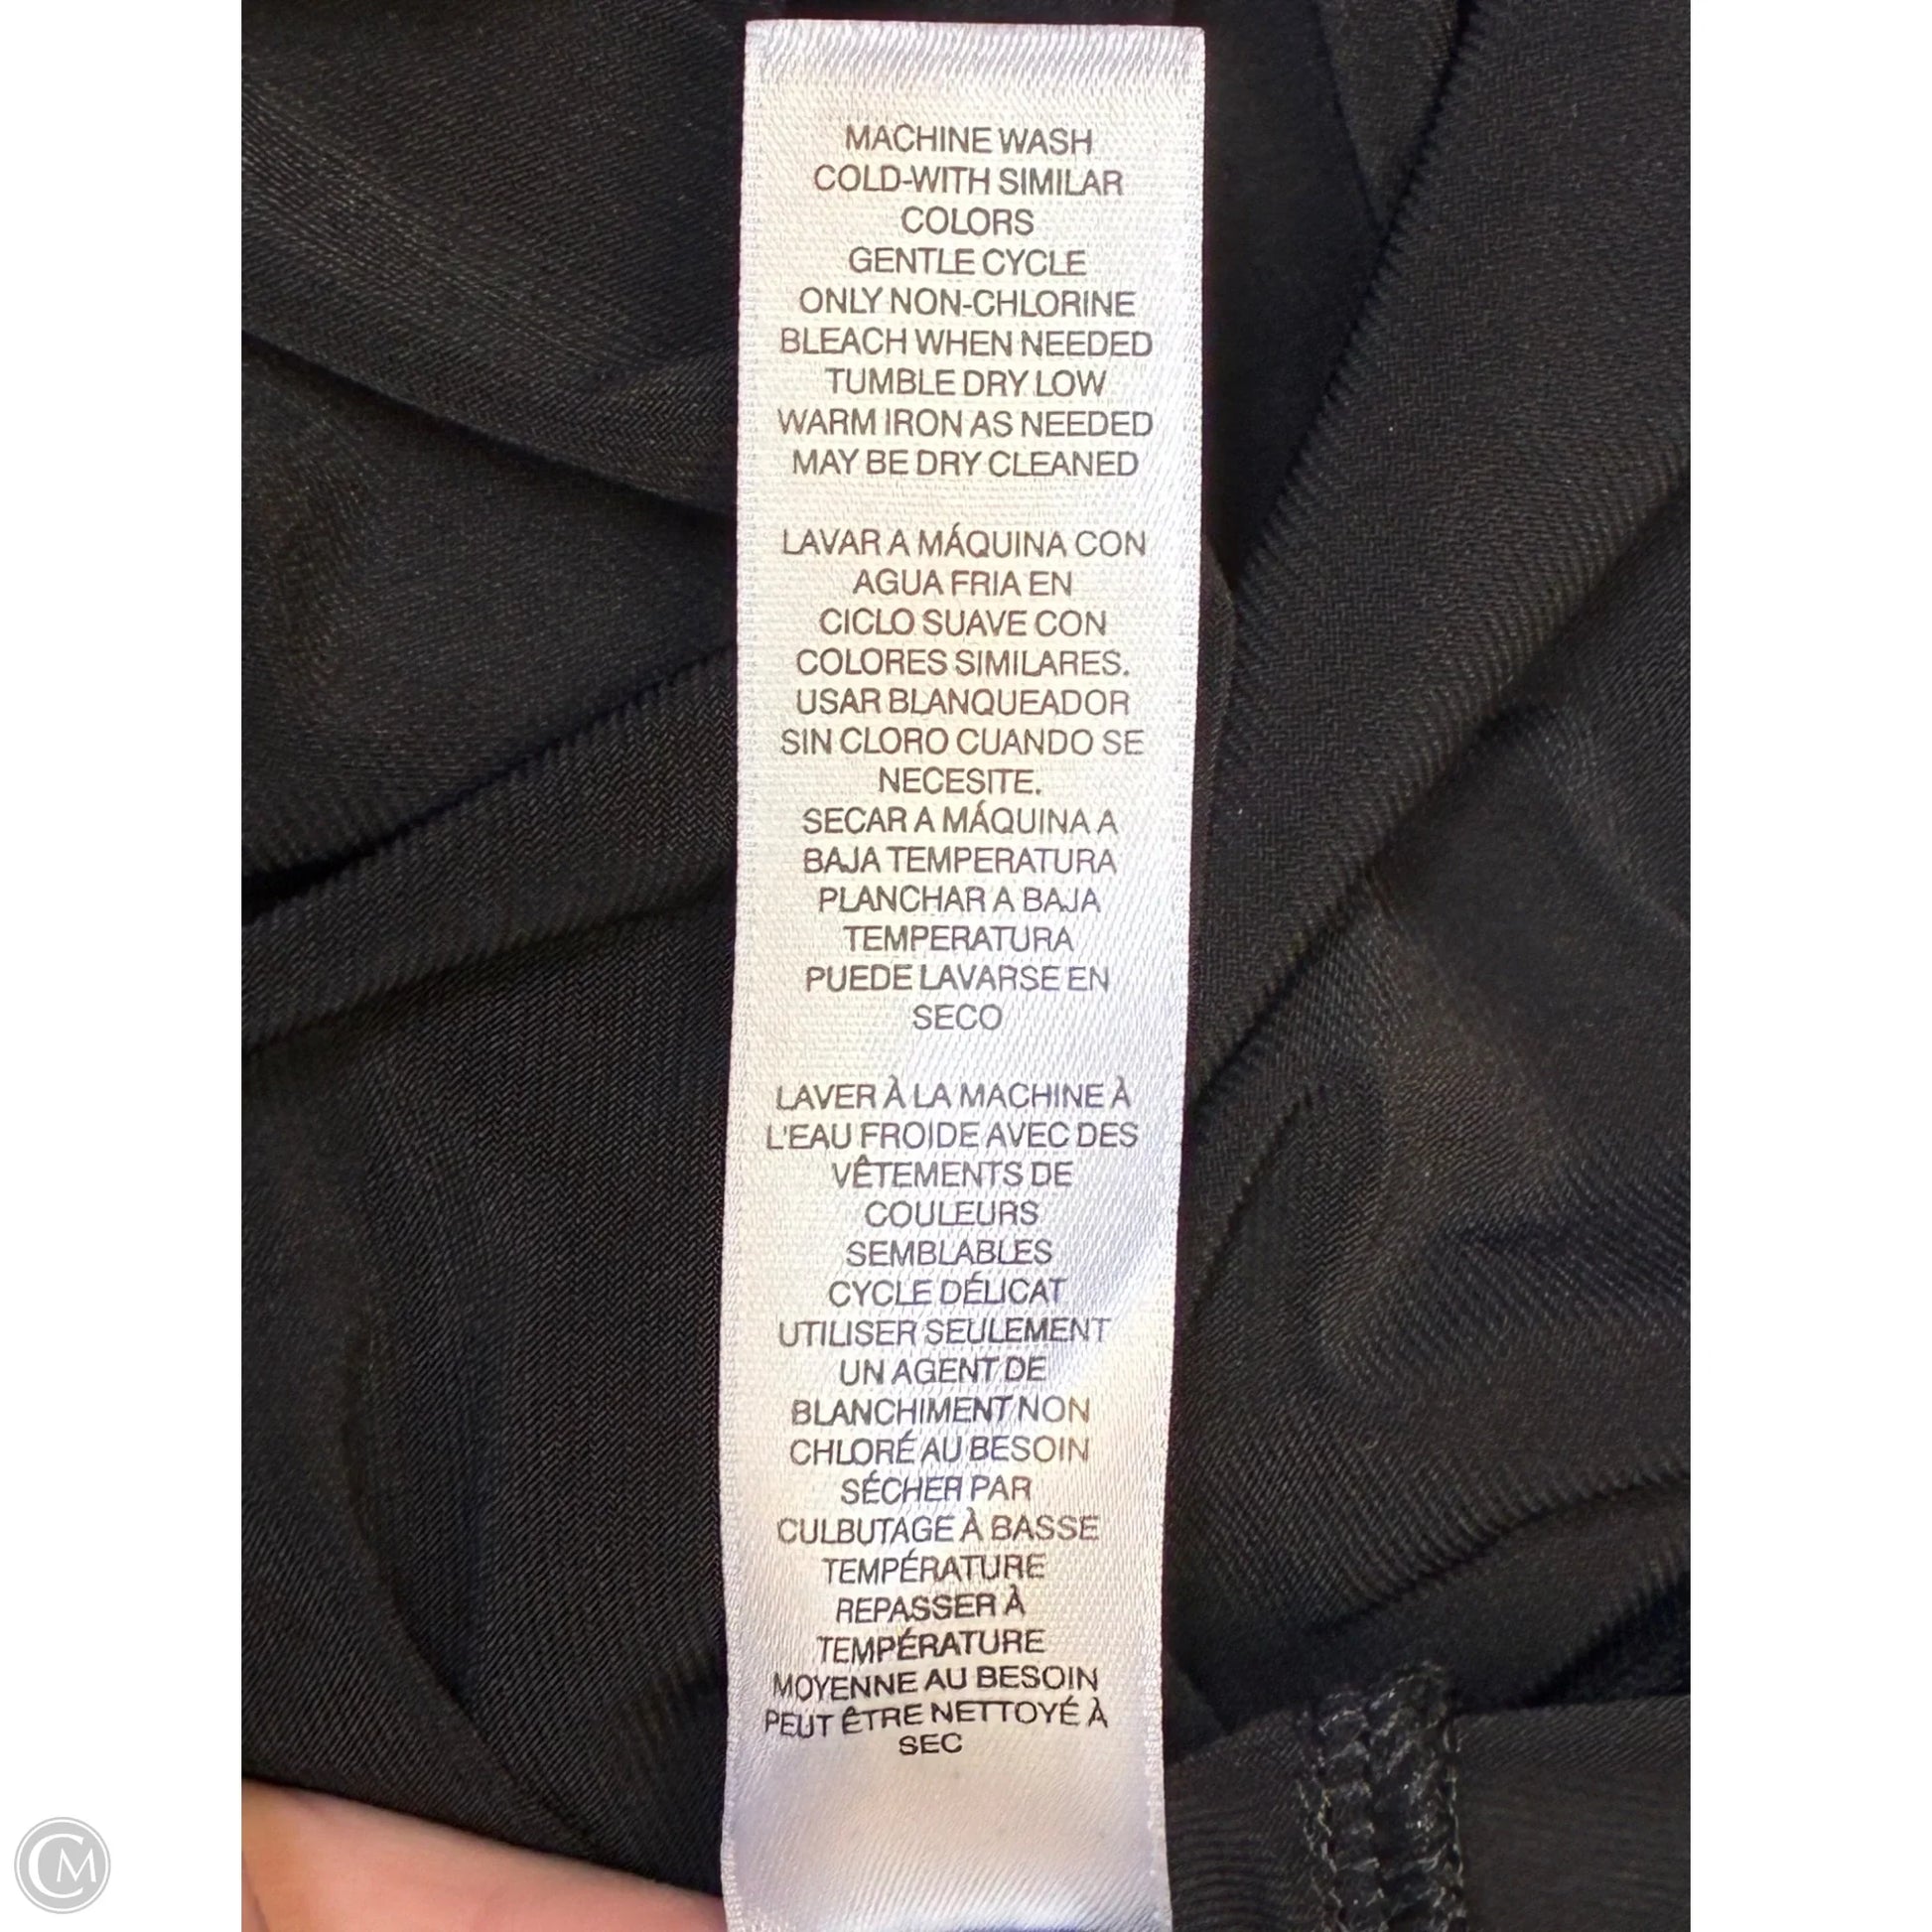 MACHINE WASH
COLD-WITH SIMILAR
COLORS
GENTLE CYCLE
ONLY NON-CHLORINE
BLEACH WHEN NEEDED
TUMBLE DRY LOW
WARM IRON AS NEEDED
MAY BE DRY CLEANED
LAVAR A MÁQUINA CON
AGUA FRIA EN
CICLO SUAVE CON
COLORES SIMILARES.
USAR BLANQUEADOR
SIN CLORO CUANDO SE
NECESITE.
SECAR A MÁQUINA A
BAJA TEMPERATURA
PLANCHAR A BAJA
TEMPERATURA
PUEDE LAVARSE EN
SECO
LAVER À LA MACHINE À
L'EAU FROIDE AVEC DES
VÊTEMENTS DE
COULEURS
SEMBLABLES
CYCLE DÉLICAT
UTILISER SEULEMENT
UN AGENT DE
BLANCHIMENT NON
CHLORÉ AU BESOIN
SÉCHER PAR
CULBUTAGE À BASSE
TEMPÉRATURE
REPASSER À
TEMPÉRATURE
MOYENNE AU BESOIN
PEUT ÊTRE NETTOYÉ À
SEC
CM